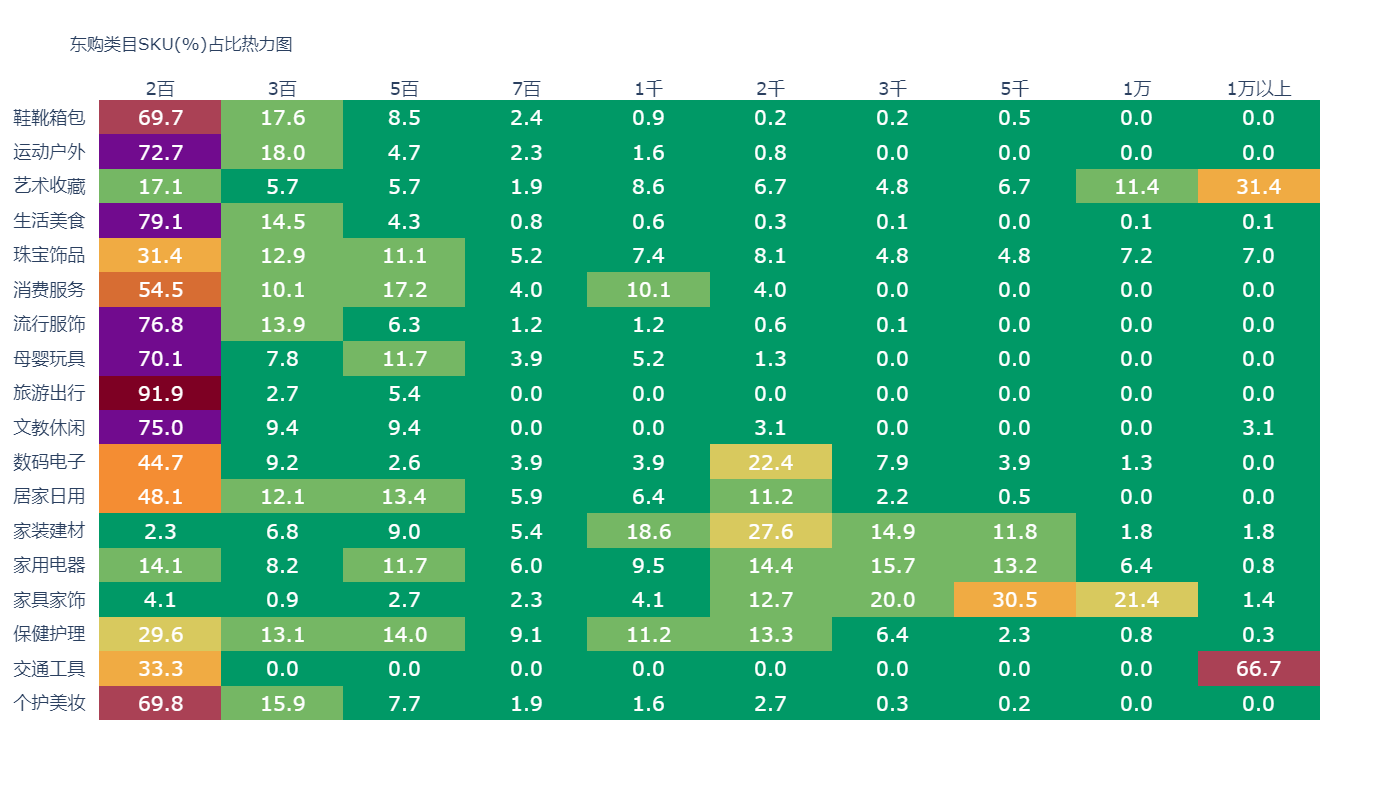 东购类目SKU(%)占比热力图
2百 3百 5百 7百 1千 2千 3千 5千 1万 1万以上
鞋靴箱包 69.7 17.6 8.5 2.4 0.9 0.2 0.2 0.5 0.0 0.0
运动户外 72.7 18.0 4.7 2.3 1.6 0.8 0.0 0.0 0.0 0.0
艺术收藏 17.1 5.7 5.7 1.9 8.6 6.7 4.8 6.7 11.4 31.4
生活美食 79.1 14.5 4.3 0.8 0.6 0.3 0.1 0.0 0.1 0.1
珠宝饰品 31.4 12.9 11.1 5.2 7.4 8.1 4.8 4.8 7.2 7.0
消费服务 54.5 10.1 17.2 4.0 10.1 4.0 0.0 0.0 0.0 0.0
流行服饰 76.8 13.9 6.3 1.2 1.2 0.6 0.1 0.0 0.0 0.0
母婴玩具 70.1 7.8 11.7 3.9 5.2 1.3 0.0 0.0 0.0 0.0
旅游出行 91.9 2.7 5.4 0.0 0.0 0.0 0.0 0.0 0.0 0.0
文教休闲 75.0 9.4 9.4 0.0 0.0 3.1 0.0 0.0 0.0 3.1
数码电子 44.7 9.2 2.6 3.9 3.9 22.4 7.9 3.9 1.3 0.0
居家日用 48.1 12.1 13.4 5.9 6.4 11.2 2.2 0.5 0.0 0.0
家装建材 2.3 6.8 9.0 5.4 18.6 27.6 14.9 11.8 1.8 1.8
家用电器 14.1 8.2 11.7 6.0 9.5 14.4 15.7 13.2 6.4 0.8
家具家饰 4.1 0.9 2.7 2.3 4.1 12.7 20.0 30.5 21.4 1.4
保健护理 29.6 13.1 14.0 9.1 11.2 13.3 6.4 2.3 0.8 0.3
交通工具 33.3 0.0 0.0 0.0 0.0 0.0 0.0 0.0 0.0 66.7
个护美妆 69.8 15.9 7.7 1.9 1.6 2.7 0.3 0.2 0.0 0.0